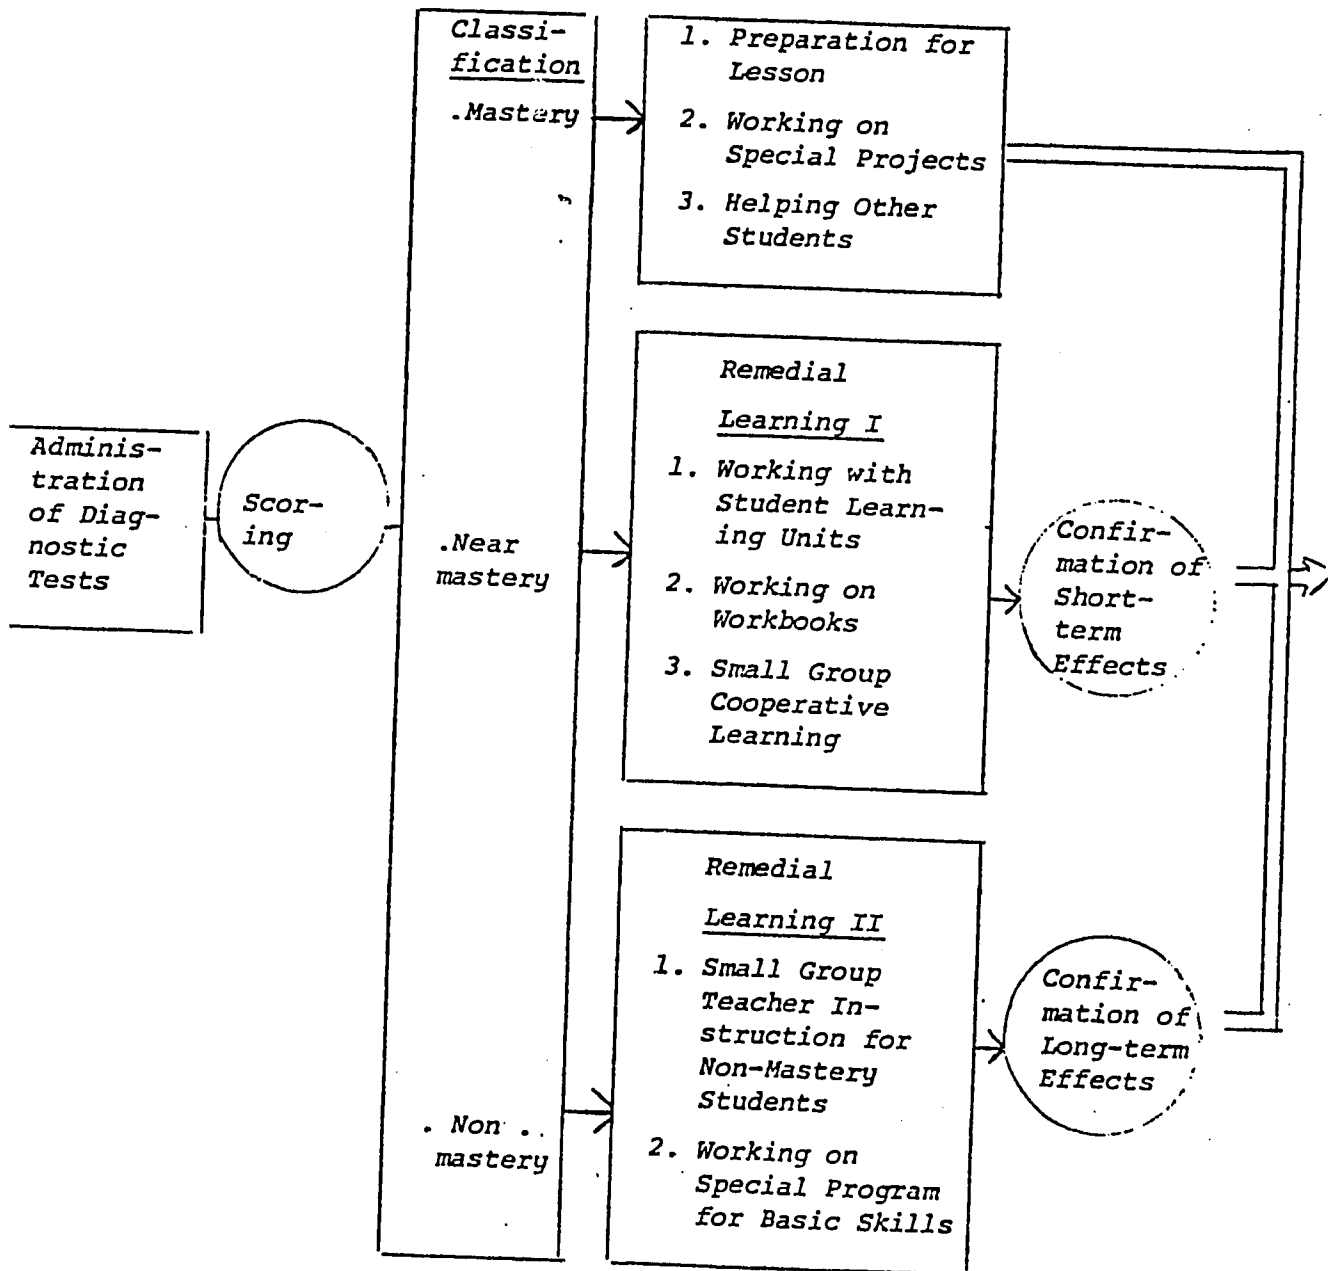 Adminis-
tration
of Diag-
nostic
Tests
Scor-
ing
Classi-
fication
.Mastery
.Near
mastery
. Non
mastery
1. Preparation for
Lesson
2. Working on
Special Projects
3. Helping Other
Students
Remedial
Learning I
1. Working with
Student Learn-
ing Units
2. Working on
Workbooks
3. Small Group
Cooperative
Learning
Confir-
mation of
Short-
term
Effects
Remedial
Learning II
1. Small Group
Teacher In-
struction for
Non-Mastery
Students
2. Working on
Special Program
for Basic Skills
Confir-
mation of
Long-term
Effects